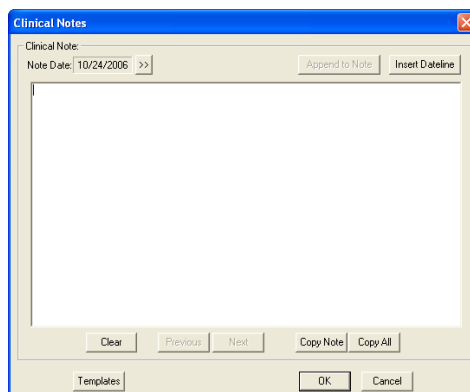 Clinical Notes
Clinical Note:
Note Date: 10/24/2006 >> Append to Note Insert Dateline
Clear Previous Next Copy Note Copy All
Templates OK Cancel